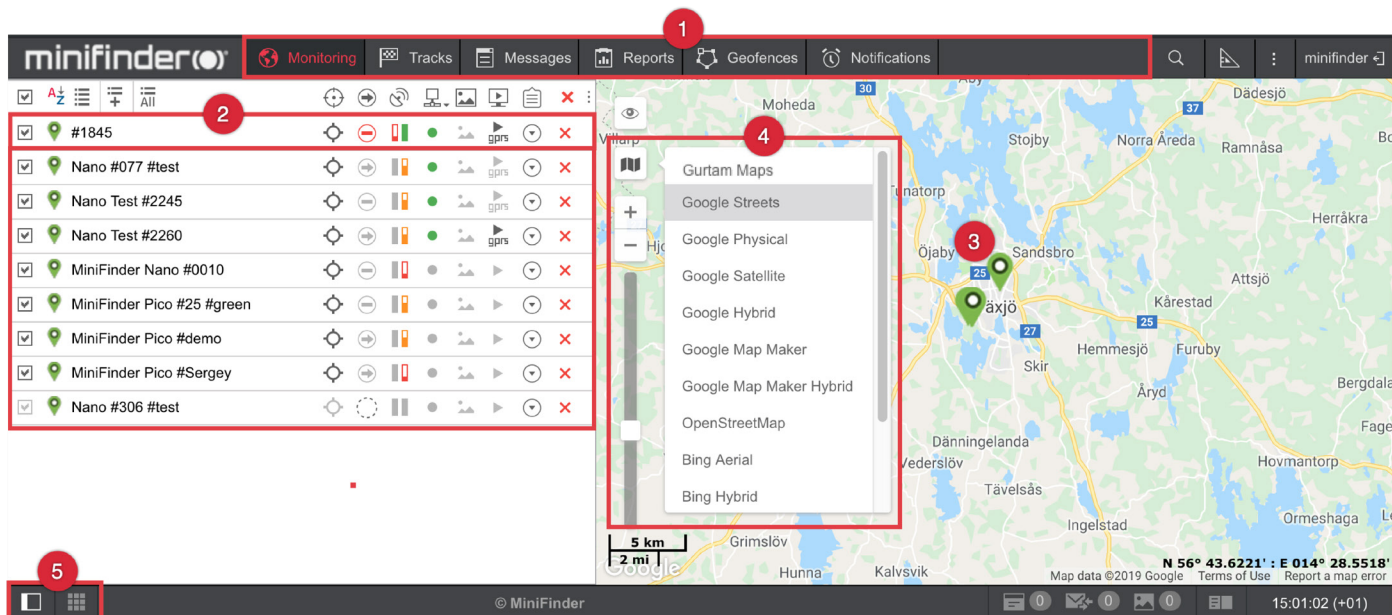 1
minifinder
Monitoring
Tracks
Messages
Reports
Geofences
Notifications
minifinder
A
Z
All
2
#1845
gprs
Nano #077 #test
gprs
Nano Test #2245
gprs
Nano Test #2260
gprs
MiniFinder Nano #0010
MiniFinder Pico #25 #green
MiniFinder Pico #demo
MiniFinder Pico #Sergey
Nano #306 #test
4
Gurtam Maps
Google Streets
Google Physical
Google Satellite
Google Hybrid
Google Map Maker
Google Map Maker Hybrid
OpenStreetMap
Bing Aerial
Bing Hybrid
+
−
30
Dädesjö
Moheda
37
Stojby
Norra Åreda
Ramnåsa
Herråkra
3
Öjaby
Sandsbro
25
Attsjö
Kårestad
25
27
Hemmesjö
Furuby
Skir
Bergdala
Åryd
Dänningelanda
Vederslöv
Hovmantorp
Tävelsås
Ormeshaga
Ingelstad
Grimslöv
Hunna
Kalvsvik
5 km
2 mi
Google
N 56° 43.6221' : E 014° 28.5518'
Map data ©2019 Google
Terms of Use
Report a map error
5
© MiniFinder
0
0
0
15:01:02 (+01)